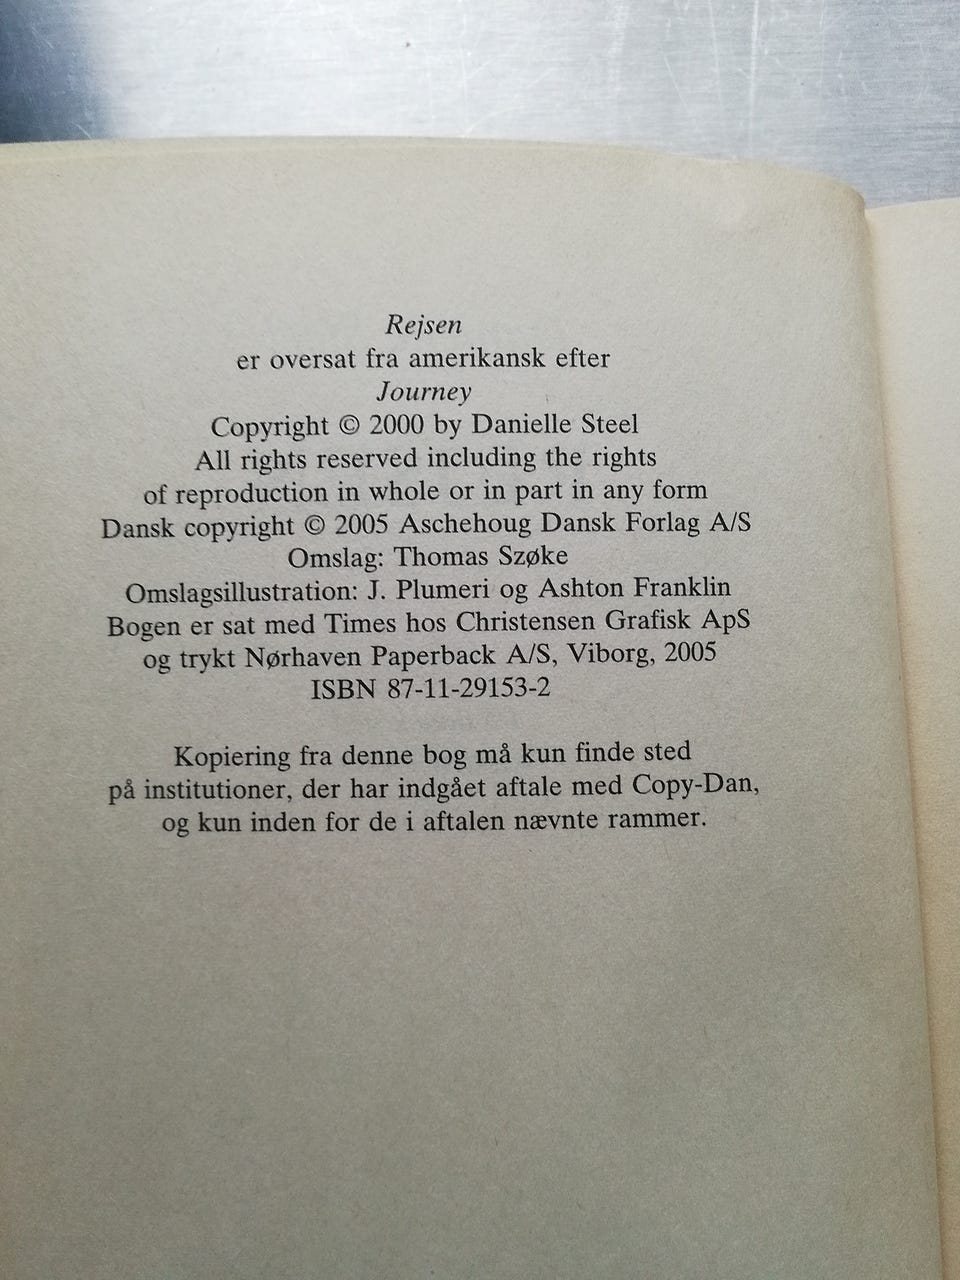 Rejsen
er oversat fra amerikansk efter
Journey
Copyright © 2000 by Danielle Steel
All rights reserved including the rights
of reproduction in whole or in part in any form
Dansk copyright © 2005 Aschehoug Dansk Forlag A/S
Omslag: Thomas Szøke
Omslagsillustration: J. Plumeri og Ashton Franklin
Bogen er sat med Times hos Christensen Grafisk ApS
og trykt Nørhaven Paperback A/S, Viborg, 2005
ISBN 87-11-29153-2
Kopiering fra denne bog må kun finde sted
på institutioner, der har indgået aftale med Copy-Dan,
og kun inden for de i aftalen nævnte rammer.